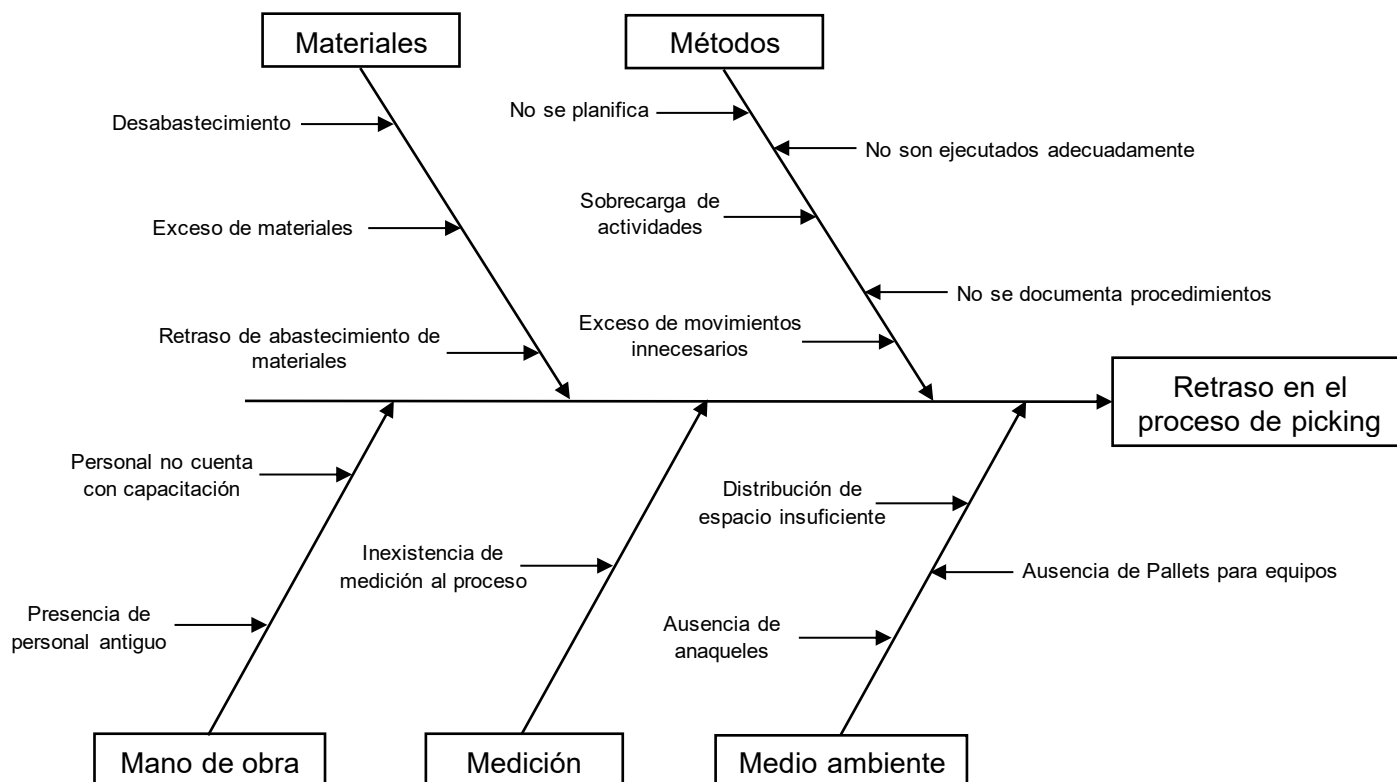 Materiales
Métodos
Desabastecimiento
No se planifica
No son ejecutados adecuadamente
Sobrecarga de
actividades
Exceso de materiales
No se documenta procedimientos
Retraso de abastecimiento de
materiales
Exceso de movimientos
innecesarios
Retraso en el
proceso de picking
Personal no cuenta
con capacitación
Distribución de
espacio insuficiente
Inexistencia de
medición al proceso
Ausencia de Pallets para equipos
Presencia de
personal antiguo
Ausencia de
anaqueles
Mano de obra
Medición
Medio ambiente